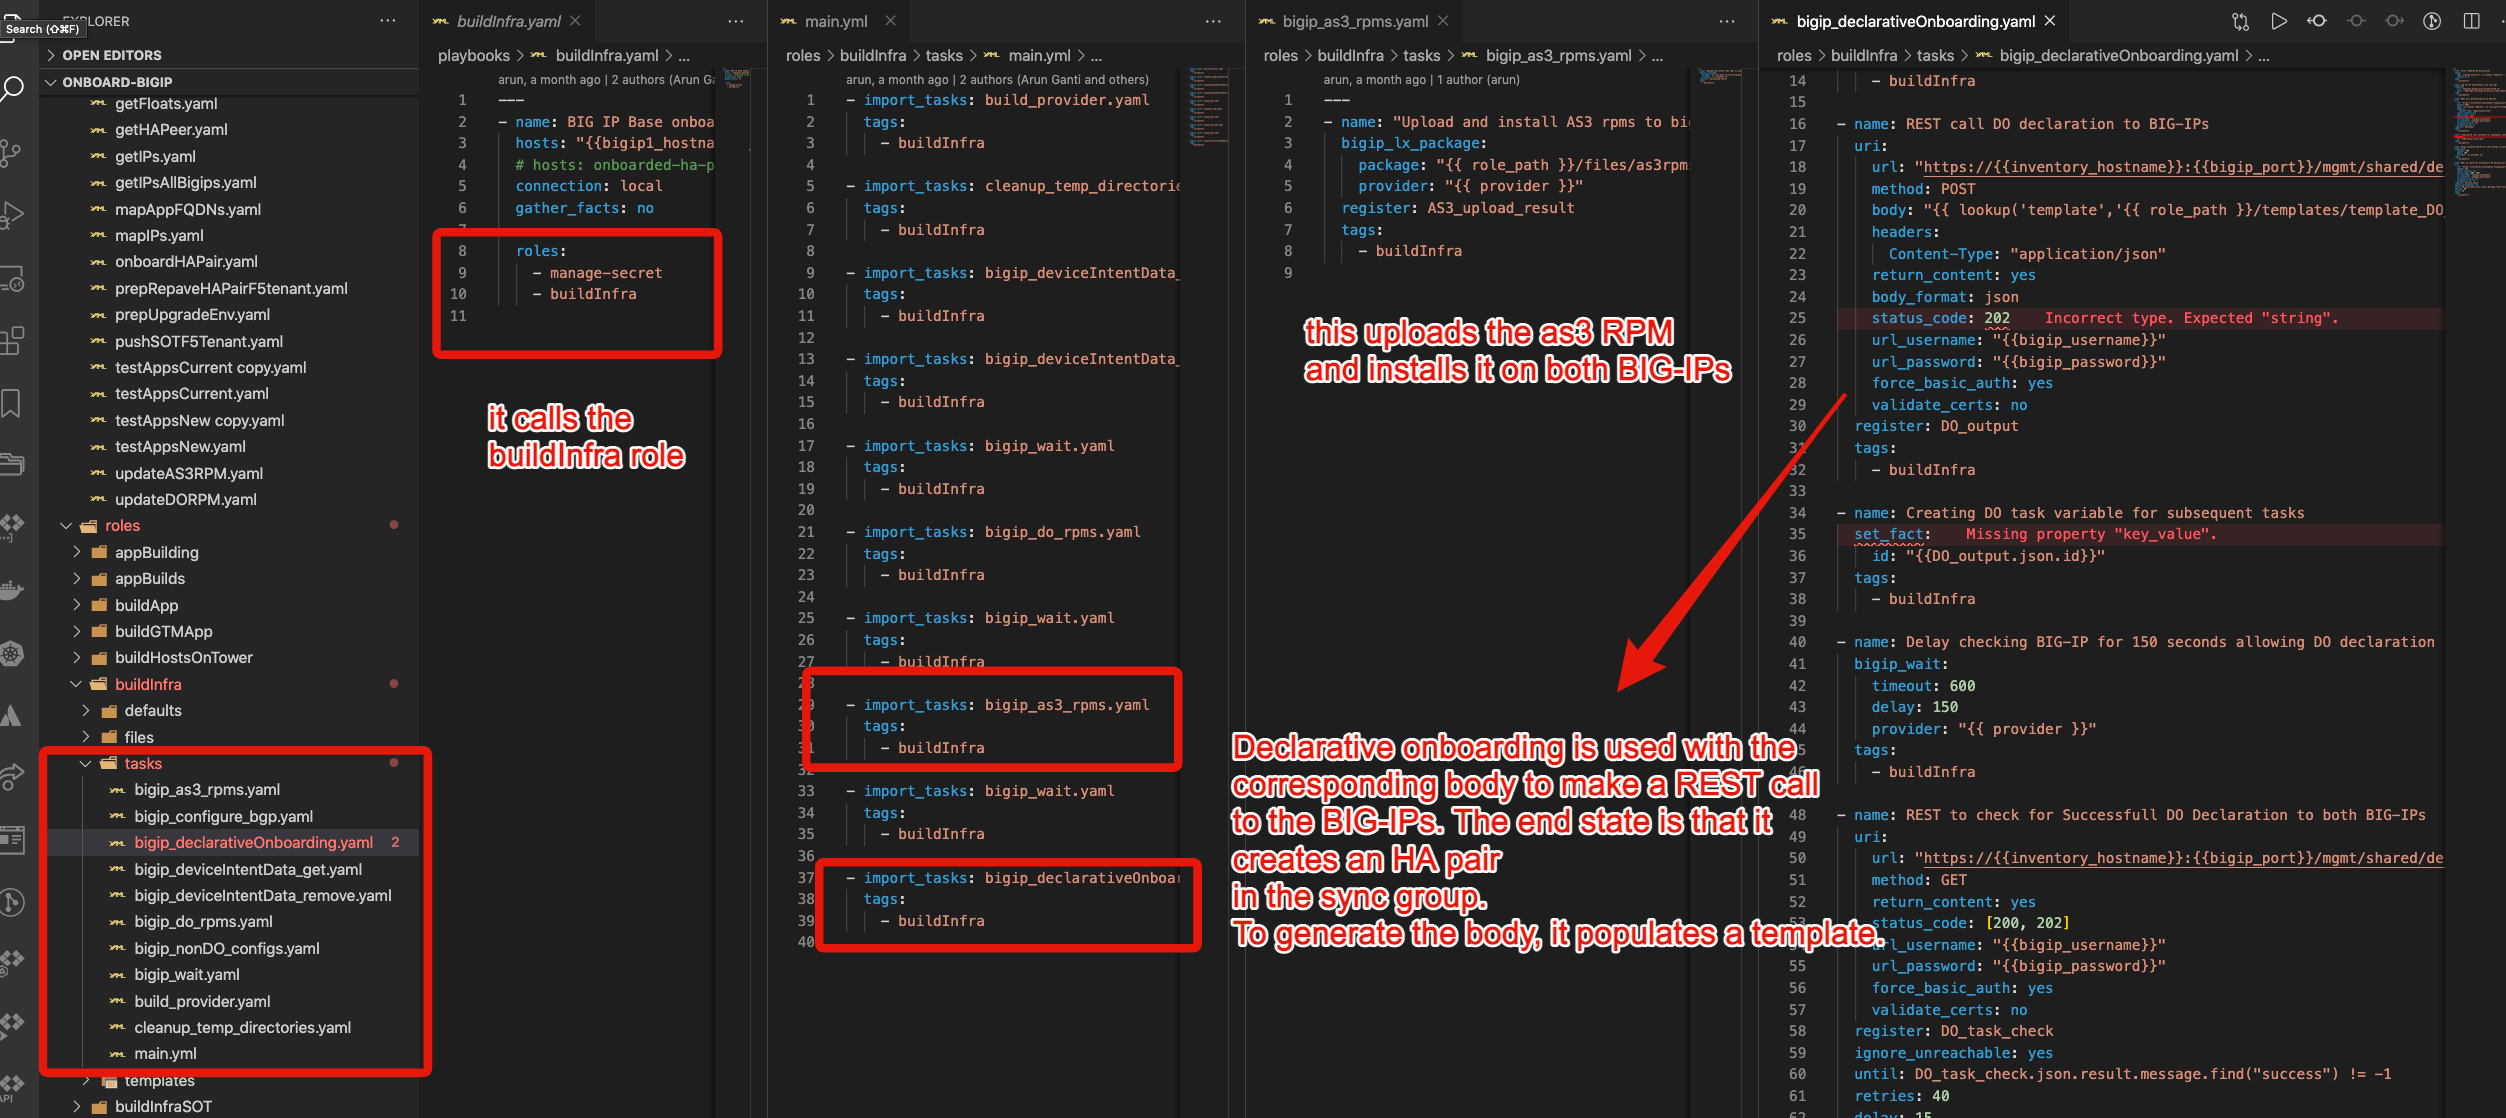 EXPLORER
Search (⇧⌘F)
OPEN EDITORS
ONBOARD-BIGIP
getFloats.yaml
getHAPeer.yaml
getIPs.yaml
getIPsAllBigips.yaml
mapAppFQDNs.yaml
mapIPs.yaml
onboardHAPair.yaml
prepRepaveHAPairF5tenant.yaml
prepUpgradeEnv.yaml
pushSOTF5Tenant.yaml
testAppsCurrent copy.yaml
testAppsCurrent.yaml
testAppsNew copy.yaml
testAppsNew.yaml
updateAS3RPM.yaml
updateDORPM.yaml
roles
appBuilding
appBuilds
buildApp
buildGTMApp
buildHostsOnTower
buildInfra
defaults
files
tasks
bigip_as3_rpms.yaml
bigip_configure_bgp.yaml
bigip_declarativeOnboarding.yaml 2
bigip_deviceIntentData_get.yaml
bigip_deviceIntentData_remove.yaml
bigip_do_rpms.yaml
bigip_nonDO_configs.yaml
bigip_wait.yaml
build_provider.yaml
cleanup_temp_directories.yaml
main.yml
templates
buildInfraSOT
buildInfra.yaml
playbooks > buildInfra.yaml > ...
arun, a month ago | 2 authors (Arun Ga
1 ---
2 - name: BIG IP Base onboa
3 hosts: "{{bigip1_hostna
4 # hosts: onboarded-ha-p
5 connection: local
6 gather_facts: no
7
8 roles:
9 - manage-secret
10 - buildInfra
11
it calls the
buildInfra role
main.yml
roles > buildInfra > tasks > main.yml > ...
arun, a month ago | 2 authors (Arun Ganti and others)
1 - import_tasks: build_provider.yaml
2 tags:
3 - buildInfra
4
5 - import_tasks: cleanup_temp_directorie
6 tags:
7 - buildInfra
8
9 - import_tasks: bigip_deviceIntentData_
10 tags:
11 - buildInfra
12
13 - import_tasks: bigip_deviceIntentData_
14 tags:
15 - buildInfra
16
17 - import_tasks: bigip_wait.yaml
18 tags:
19 - buildInfra
20
21 - import_tasks: bigip_do_rpms.yaml
22 tags:
23 - buildInfra
24
25 - import_tasks: bigip_wait.yaml
26 tags:
27 - buildInfra
28
29 - import_tasks: bigip_as3_rpms.yaml
30 tags:
31 - buildInfra
32
33 - import_tasks: bigip_wait.yaml
34 tags:
35 - buildInfra
36
37 - import_tasks: bigip_declarativeOnboar
38 tags:
39 - buildInfra
40
bigip_as3_rpms.yaml
roles > buildInfra > tasks > bigip_as3_rpms.yaml > ...
arun, a month ago | 1 author (arun)
1 ---
2 - name: "Upload and install AS3 rpms to bi
3 bigip_lx_package:
4 package: "{{ role_path }}/files/as3rpms
5 provider: "{{ provider }}"
6 register: AS3_upload_result
7 tags:
8 - buildInfra
9
this uploads the as3 RPM
and installs it on both BIG-IPs
Declarative onboarding is used with the
corresponding body to make a REST call
to the BIG-IPs. The end state is that it
creates an HA pair
in the sync group.
To generate the body, it populates a template.
bigip_declarativeOnboarding.yaml
roles > buildInfra > tasks > bigip_declarativeOnboarding.yaml > ...
14 - buildInfra
15
16 - name: REST call DO declaration to BIG-IPs
17 uri:
18 url: "https://{{inventory_hostname}}:{{bigip_port}}/mgmt/shared/de
19 method: POST
20 body: "{{ lookup('template','{{ role_path }}/templates/template_DO_
21 headers:
22 Content-Type: "application/json"
23 return_content: yes
24 body_format: json
25 status_code: 202 Incorrect type. Expected "string".
26 url_username: "{{bigip_username}}"
27 url_password: "{{bigip_password}}"
28 force_basic_auth: yes
29 validate_certs: no
30 register: DO_output
31 tags:
32 - buildInfra
33
34 - name: Creating DO task variable for subsequent tasks
35 set_fact: Missing property "key_value".
36 id: "{{DO_output.json.id}}"
37 tags:
38 - buildInfra
39
40 - name: Delay checking BIG-IP for 150 seconds allowing DO declaration
41 bigip_wait:
42 timeout: 600
43 delay: 150
44 provider: "{{ provider }}"
tags:
46 - buildInfra
48 - name: REST to check for Successfull DO Declaration to both BIG-IPs
49 uri:
50 url: "https://{{inventory_hostname}}:{{bigip_port}}/mgmt/shared/de
51 method: GET
52 return_content: yes
53 status_code: [200, 202]
url_username: "{{bigip_username}}"
55 url_password: "{{bigip_password}}"
56 force_basic_auth: yes
57 validate_certs: no
58 register: DO_task_check
59 ignore_unreachable: yes
60 until: DO_task_check.json.result.message.find("success") != -1
61 retries: 40
62 delay: 15